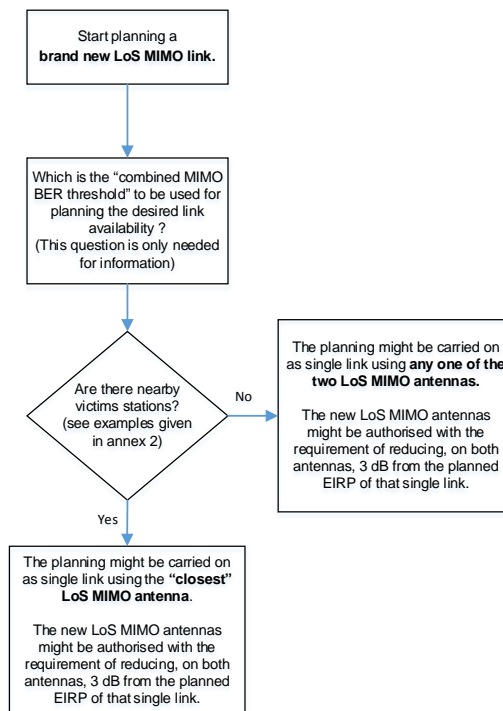 Start planning a
brand new LoS MIMO link.
Which is the “combined MIMO
BER threshold” to be used for
planning the desired link
availability ?
(This question is only needed
for information)
Are there nearby
victims stations?
(see examples given
in annex 2)
No
The planning might be carried on
as single link using any one of the
two LoS MIMO antennas.
The new LoS MIMO antennas
might be authorised with the
requirement of reducing, on both
antennas, 3 dB from the planned
EIRP of that single link.
Yes
The planning might be carried on
as single link using the “closest”
LoS MIMO antenna.
The new LoS MIMO antennas
might be authorised with the
requirement of reducing, on both
antennas, 3 dB from the planned
EIRP of that single link.